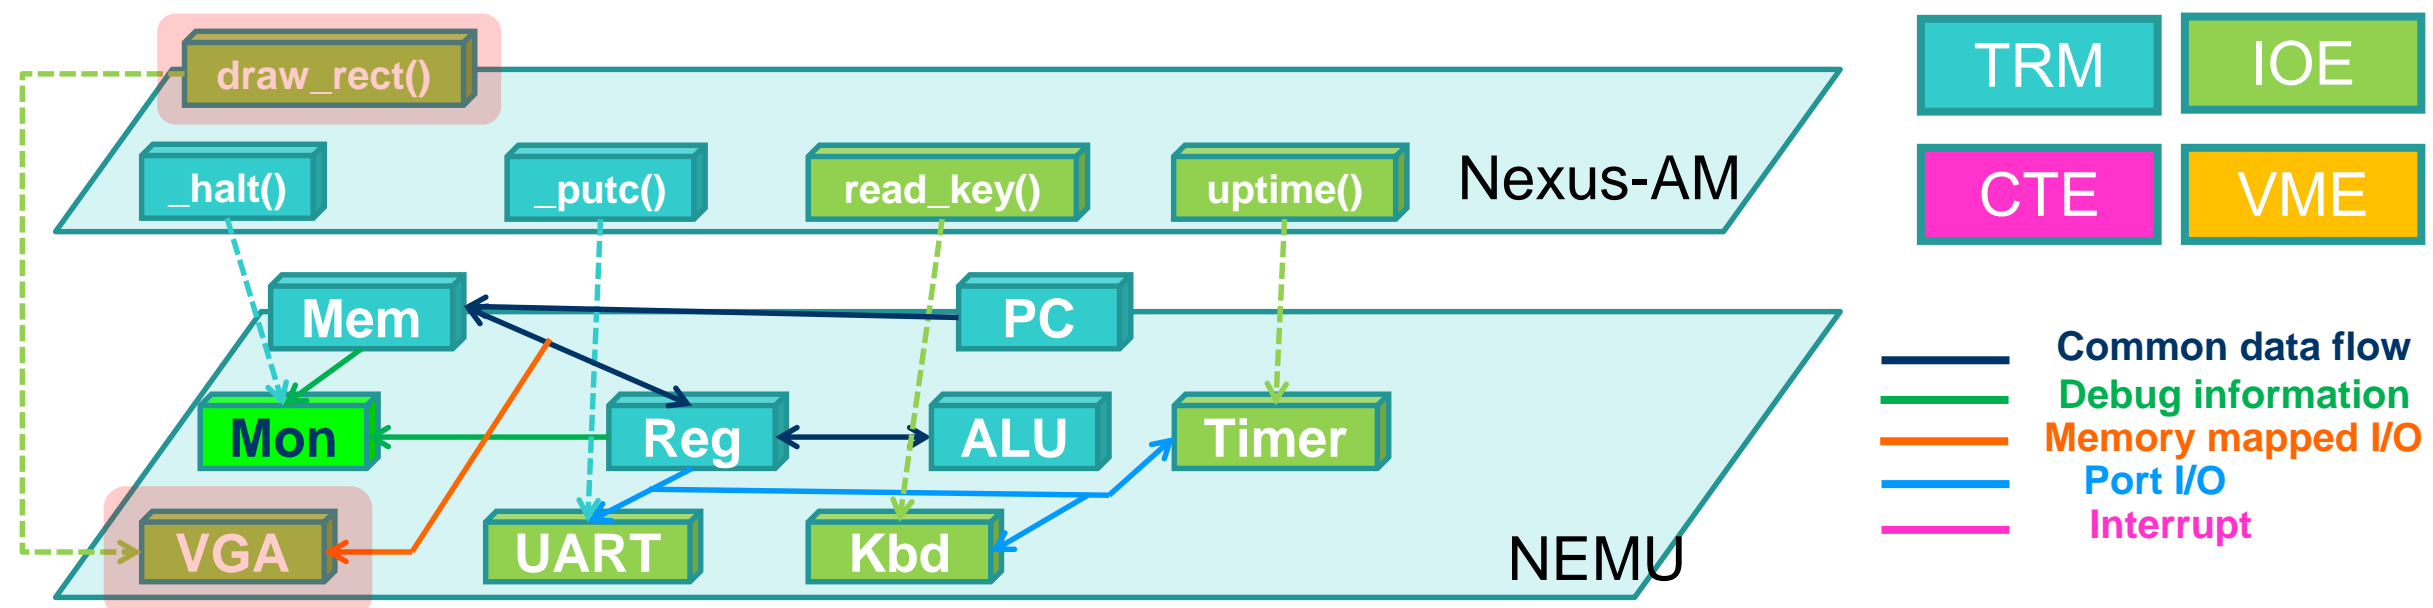 draw_rect()
TRM
IOE
_halt()
_putc()
read_key()
uptime()
Nexus-AM
CTE
VME
Mem
PC
Common data flow
Debug information
Mon
Reg
ALU
Timer
Memory mapped I/O
Port I/O
VGA
UART
Kbd
NEMU
Interrupt